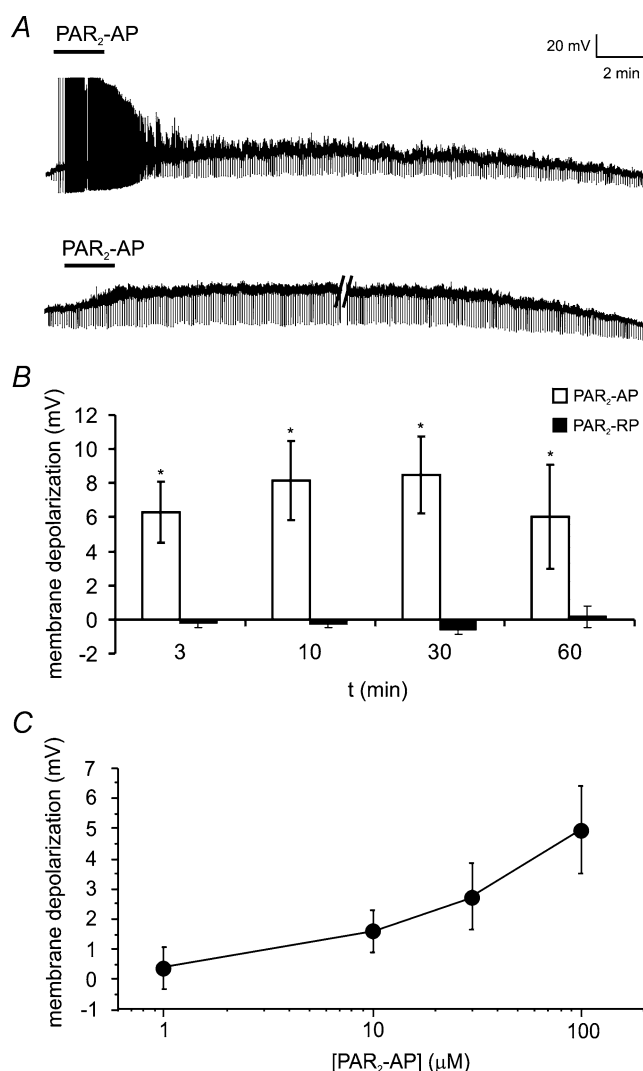 A
PAR₂-AP
20 mV
2 min
PAR₂-AP
B
PAR₂-AP
PAR₂-RP
membrane depolarization (mV)
12
10
8
6
4
2
0
-2
* * * *
3 10 30 60
t (min)
C
membrane depolarization (mV)
7
6
5
4
3
2
1
0
-1
1 10 100
[PAR₂-AP] (μM)